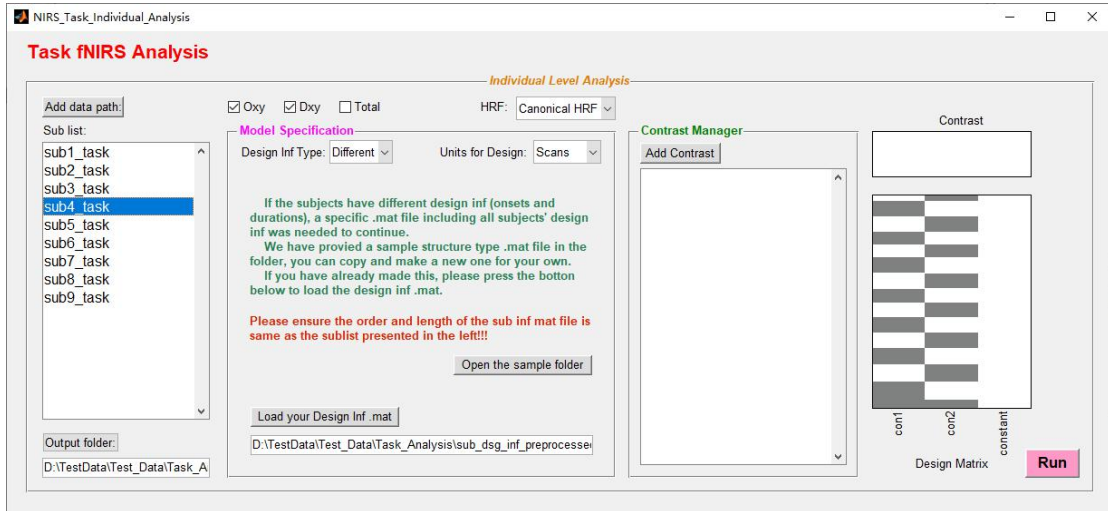 NIRS_Task_Individual_Analysis
Task fNIRS Analysis
Individual Level Analysis
Add data path:
Oxy
Dxy
Total
HRF:
Canonical HRF
Sub list:
sub1_task
sub2_task
sub3_task
sub4_task
sub5_task
sub6_task
sub7_task
sub8_task
sub9_task
Output folder:
D:\TestData\Test_Data\Task_A
Model Specification
Design Inf Type:
Different
Units for Design:
Scans
If the subjects have different design inf (onsets and
durations), a specific .mat file including all subjects' design
inf was needed to continue.
We have provied a sample structure type .mat file in the
folder, you can copy and make a new one for your own.
If you have already made this, please press the botton
below to load the design inf .mat.
Please ensure the order and length of the sub inf mat file is
same as the sublist presented in the left!!!
Open the sample folder
Load your Design Inf .mat
D:\TestData\Test_Data\Task_Analysis\sub_dsg_inf_preprocessed
Contrast Manager
Add Contrast
Contrast
con1
con2
constant
Design Matrix
Run